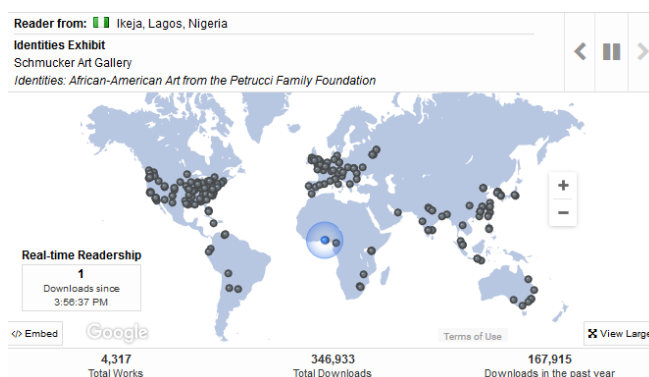 Reader from: Ikeja, Lagos, Nigeria
Identities Exhibit
Schmucker Art Gallery
Identities: African-American Art from the Petrucci Family Foundation
+
−
Real-time Readership
1
Downloads since
3:56:37 PM
</> Embed
Google
Terms of Use
View Large
4,317
Total Works
346,933
Total Downloads
167,915
Downloads in the past year